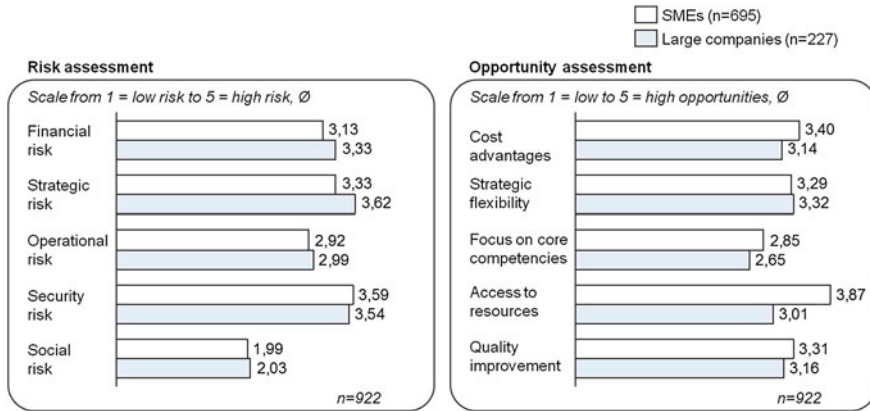 SMEs (n=695)
Large companies (n=227)
Risk assessment
Scale from 1 = low risk to 5 = high risk, Ø
Financial
risk
3,13
3,33
Strategic
risk
3,33
3,62
Operational
risk
2,92
2,99
Security
risk
3,59
3,54
Social
risk
1,99
2,03
n=922
Opportunity assessment
Scale from 1 = low to 5 = high opportunities, Ø
Cost
advantages
3,40
3,14
Strategic
flexibility
3,29
3,32
Focus on core
competencies
2,85
2,65
Access to
resources
3,87
3,01
Quality
improvement
3,31
3,16
n=922